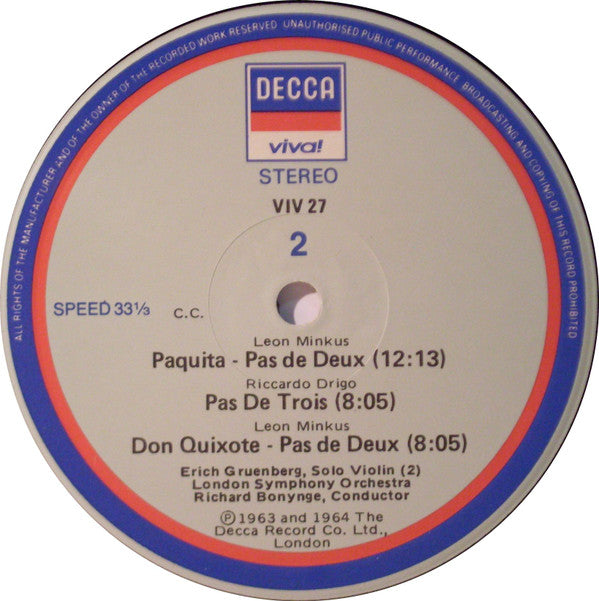 ALL RIGHTS OF THE MANUFACTURER AND OF THE OWNER OF THE RECORDED WORK RESERVED UNAUTHORISED PUBLIC PERFORMANCE BROADCASTING AND COPYING OF THIS RECORD PROHIBITED
DECCA
viva!
STEREO
VIV 27
2
SPEED 33⅓ C.C.
Leon Minkus
Paquita - Pas de Deux (12:13)
Riccardo Drigo
Pas De Trois (8:05)
Leon Minkus
Don Quixote - Pas de Deux (8:05)
Erich Gruenberg, Solo Violin (2)
London Symphony Orchestra
Richard Bonynge, Conductor
℗ 1963 and 1964 The
Decca Record Co. Ltd.,
London